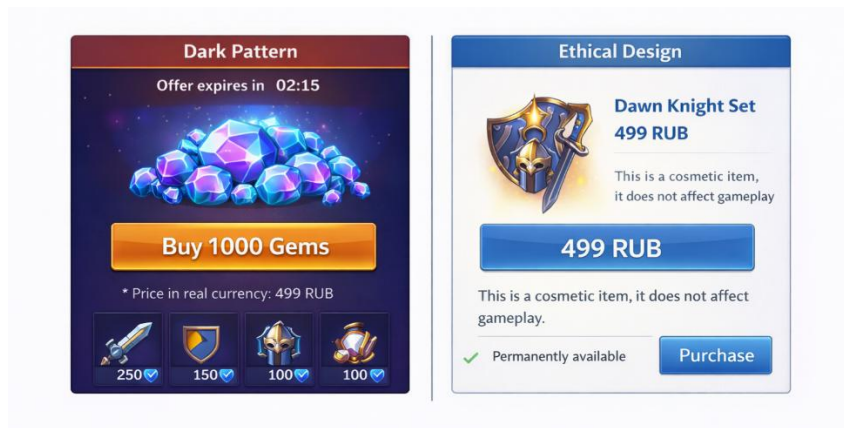 Dark Pattern
Offer expires in 02:15
Buy 1000 Gems
* Price in real currency: 499 RUB
250
150
100
100
Ethical Design
Dawn Knight Set
499 RUB
This is a cosmetic item,
it does not affect gameplay
499 RUB
This is a cosmetic item, it does not affect
gameplay.
Permanently available
Purchase